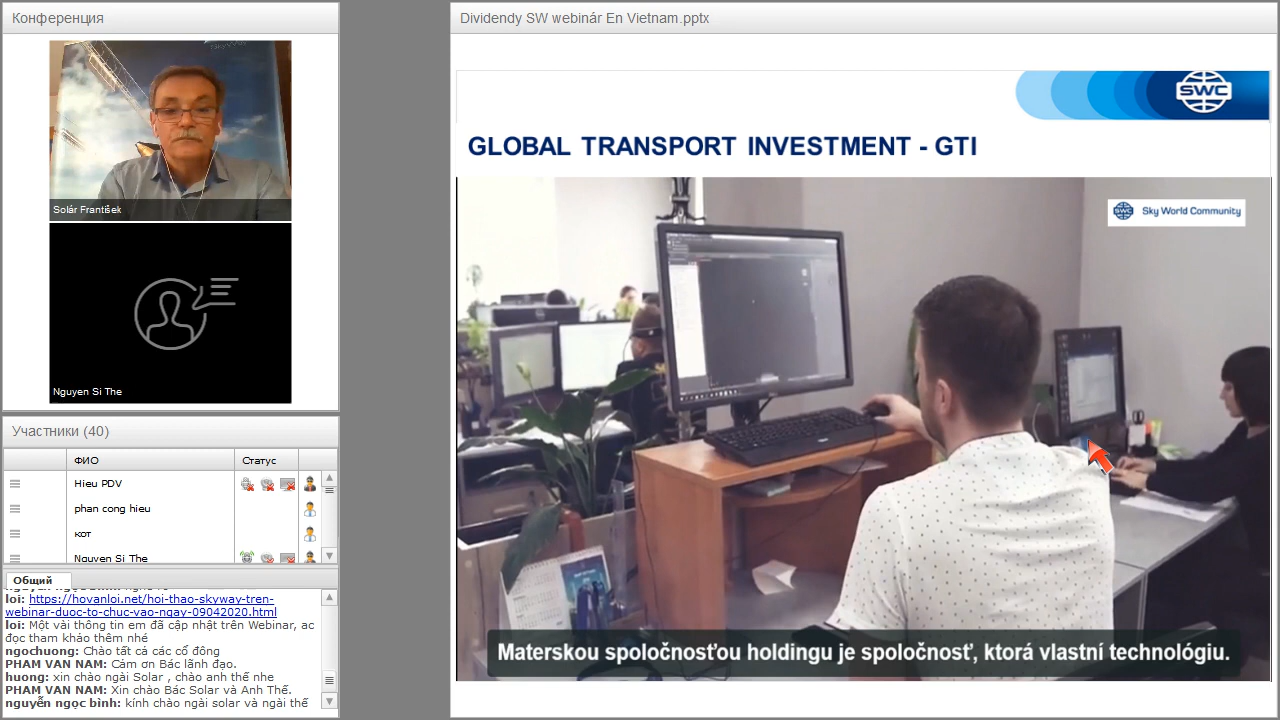 Конференция
Solár František
Nguyen Si The
Участники (40)
ФИО
Статус
Hieu PDV
phan cong hieu
кот
Nguyen Si The
Общий
loi: https://hovanloi.net/hoi-thao-skyway-tren-
webinar-duoc-to-chuc-vao-ngay-09042020.html
loi: Một vài thông tin em đã cập nhật trên Webinar, ac
đọc tham khảo thêm nhé
ngochuong: Chào tất cả các cổ đông
PHAM VAN NAM: Cảm ơn Bác lãnh đạo.
huong: xin chào ngài Solar , chào anh thế nhe
PHAM VAN NAM: Xin chào Bác Solar và Anh Thế.
nguyễn ngọc bình: kính chào ngài solar và ngài thế
Dividendy SW webinár En Vietnam.pptx
SWC
GLOBAL TRANSPORT INVESTMENT - GTI
SWC Sky World Community
Materskou spoločnosťou holdingu je spoločnosť, ktorá vlastní technológiu.